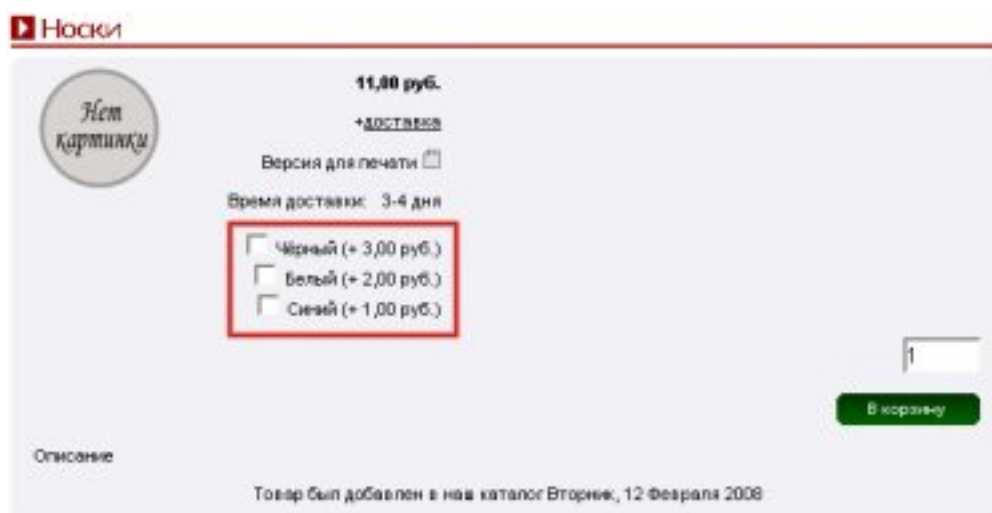 Носки
Нет
картинки
11,00 руб.
+доставка
Версия для печати
Время доставки: 3-4 дня
Чёрный (+ 3,00 руб.)
Белый (+ 2,00 руб.)
Синий (+ 1,00 руб.)
1
В корзину
Описание
Товар был добавлен в наш каталог Вторник, 12 Февраля 2008